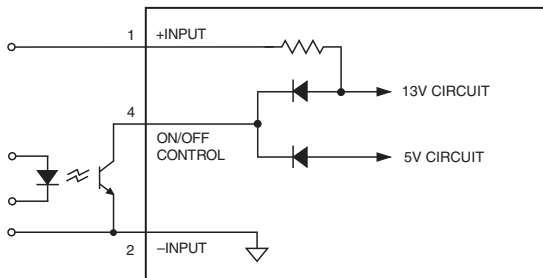 1 +INPUT
13V CIRCUIT
4
ON/OFF
CONTROL
5V CIRCUIT
2 –INPUT